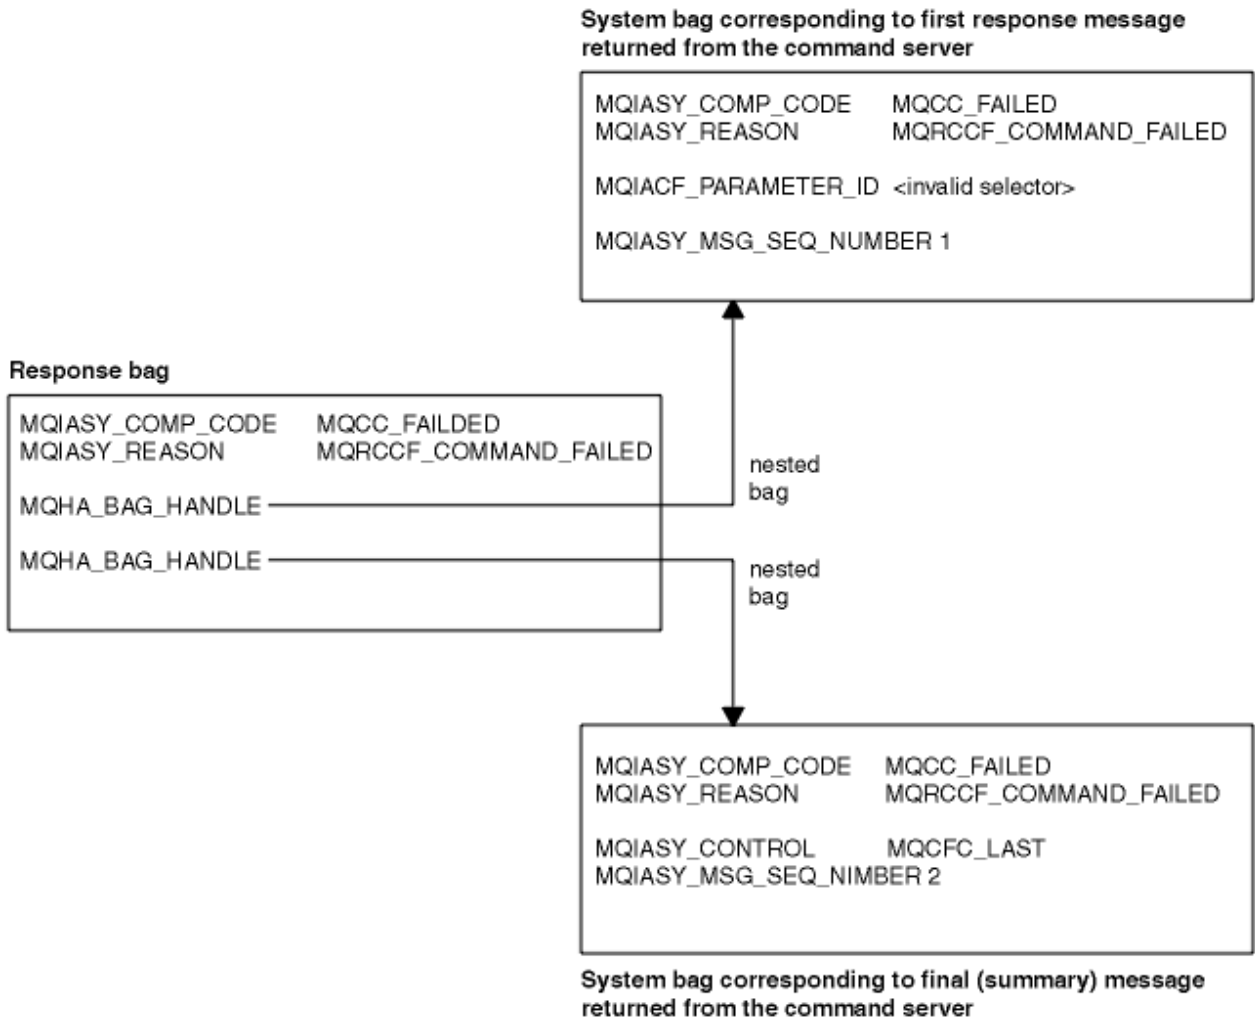 System bag corresponding to first response message
returned from the command server
MQIASY_COMP_CODE MQCC_FAILED
MQIASY_REASON MQRCCF_COMMAND_FAILED
MQIACF_PARAMETER_ID <invalid selector>
MQIASY_MSG_SEQ_NUMBER 1
Response bag
MQIASY_COMP_CODE MQCC_FAILDED
MQIASY_REASON MQRCCF_COMMAND_FAILED
MQHA_BAG_HANDLE
nested
bag
MQHA_BAG_HANDLE
nested
bag
MQIASY_COMP_CODE MQCC_FAILED
MQIASY_REASON MQRCCF_COMMAND_FAILED
MQIASY_CONTROL MQCFC_LAST
MQIASY_MSG_SEQ_NIMBER 2
System bag corresponding to final (summary) message
returned from the command server